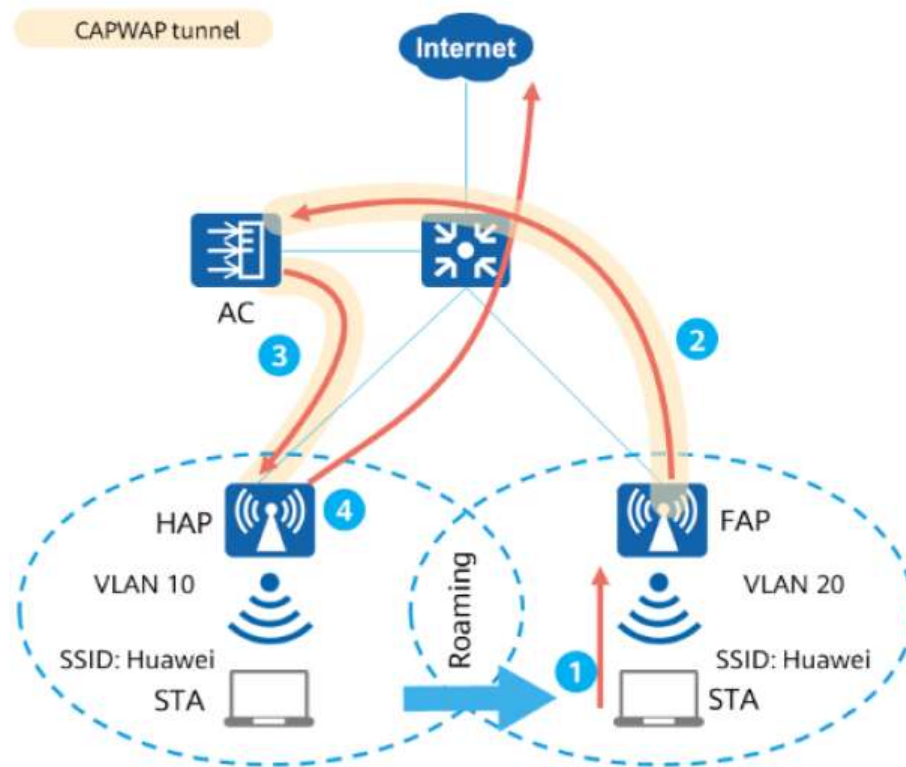 CAPWAP tunnel
Internet
AC
3
2
HAP
4
FAP
VLAN 10
Roaming
VLAN 20
SSID: Huawei
1
SSID: Huawei
STA
STA